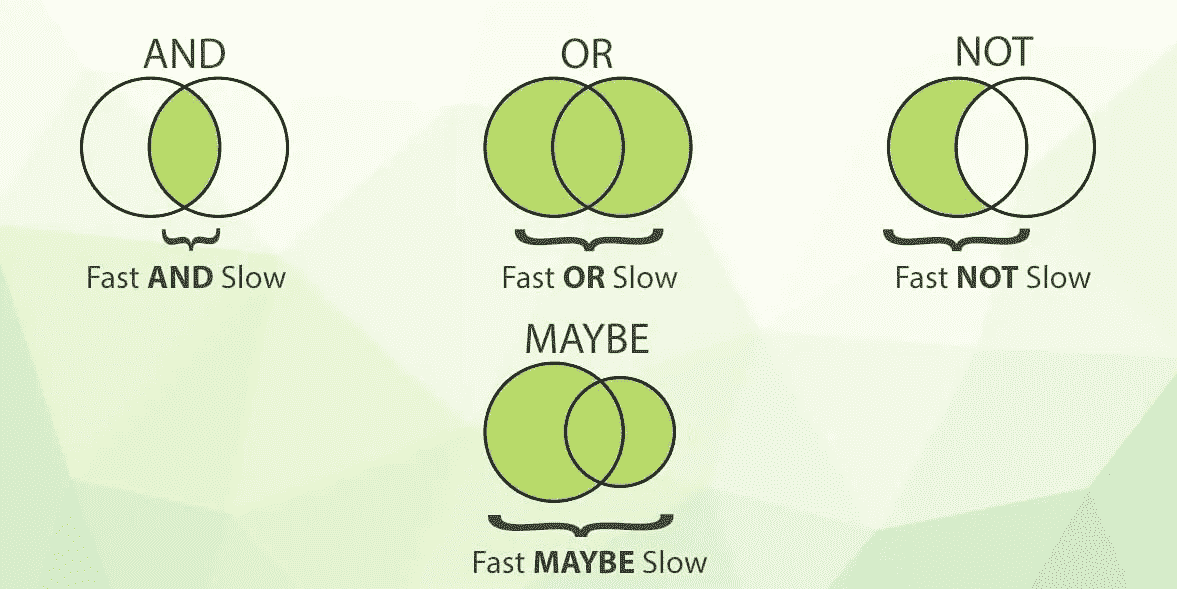 AND
OR
NOT
Fast AND Slow
Fast OR Slow
Fast NOT Slow
MAYBE
Fast MAYBE Slow